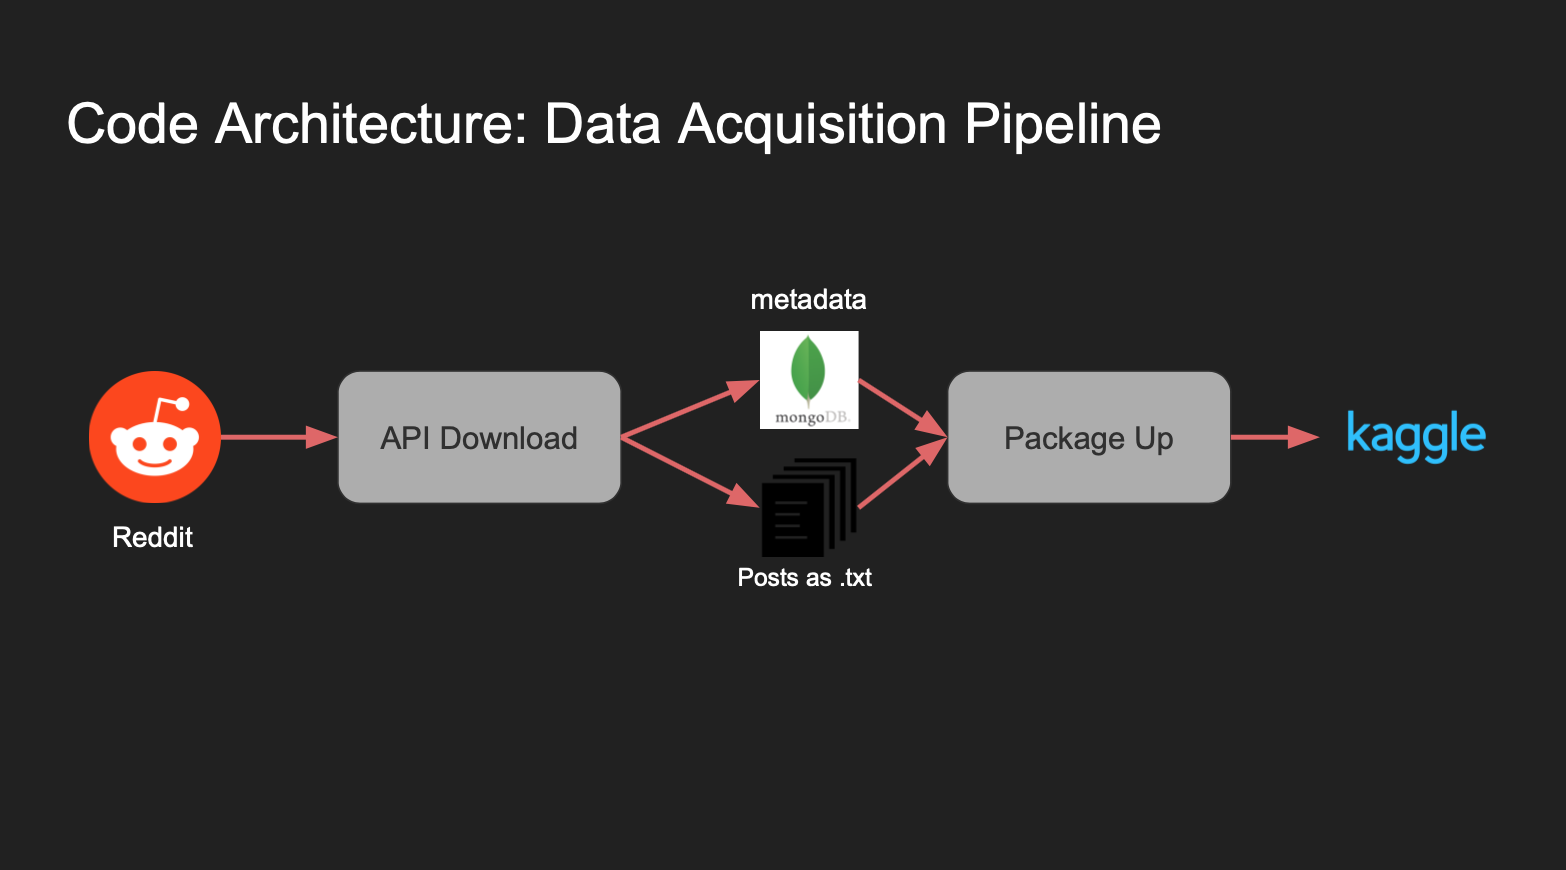 Code Architecture: Data Acquisition Pipeline
metadata
mongoDB.
API Download
Package Up
kaggle
Reddit
Posts as .txt